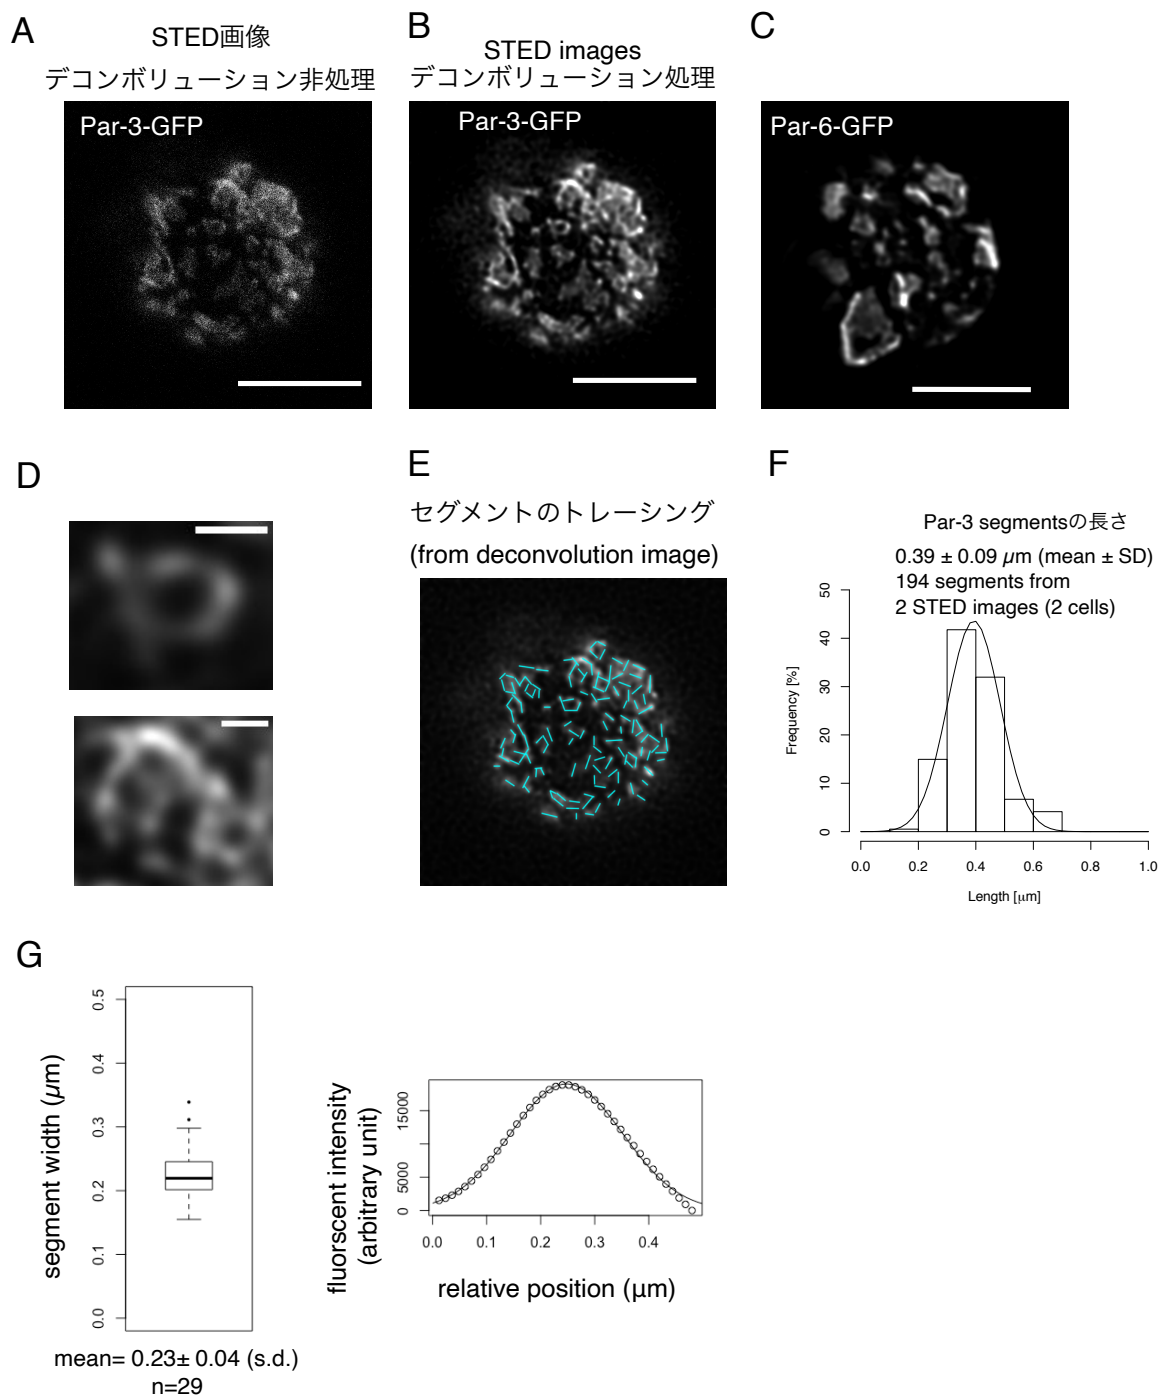 A
STED画像
デコンボリューション非処理
Par-3-GFP
B
STED images
デコンボリューション処理
Par-3-GFP
C
Par-6-GFP
D
E
セグメントのトレーシング
(from deconvolution image)
F
Par-3 segmentsの長さ
0.39 ± 0.09 µm (mean ± SD)
194 segments from
2 STED images (2 cells)
Frequency [%]
50
40
30
20
10
0
0.0 0.2 0.4 0.6 0.8 1.0
Length [µm]
G
segment width (µm)
0.5
0.4
0.3
0.2
0.1
0.0
mean= 0.23± 0.04 (s.d.)
n=29
fluorscent intensity
(arbitrary unit)
15000
5000
0
0.0 0.1 0.2 0.3 0.4
relative position (µm)